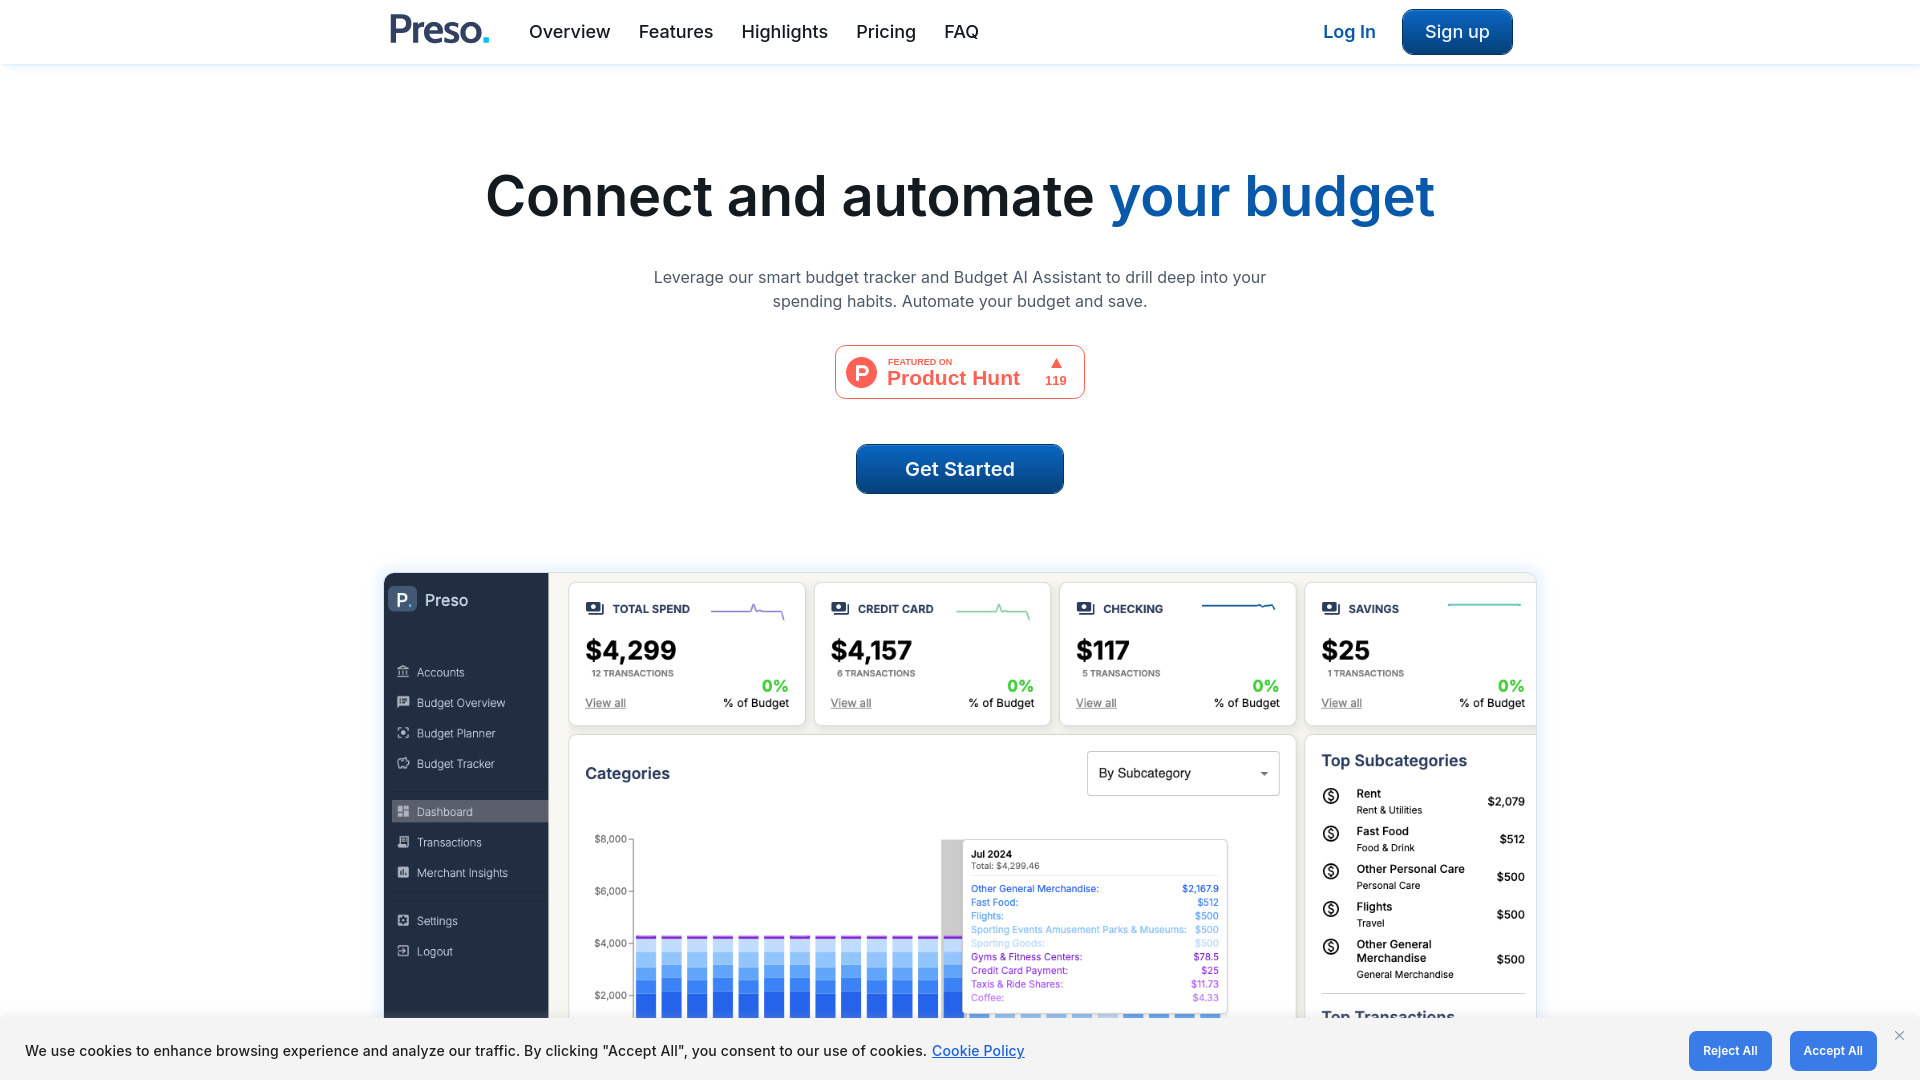 Preso.
Overview
Features
Highlights
Pricing
FAQ
Log In
Sign up
Connect and automate your budget
Leverage our smart budget tracker and Budget AI Assistant to drill deep into your
spending habits. Automate your budget and save.
P
FEATURED ON
Product Hunt
119
Get Started
P. Preso
Accounts
Budget Overview
Budget Planner
Budget Tracker
Dashboard
Transactions
Merchant Insights
Settings
Logout
TOTAL SPEND
$4,299
12 TRANSACTIONS
0%
View all
% of Budget
CREDIT CARD
$4,157
6 TRANSACTIONS
0%
View all
% of Budget
CHECKING
$117
5 TRANSACTIONS
0%
View all
% of Budget
SAVINGS
$25
1 TRANSACTIONS
0%
View all
% of Budget
Categories
By Subcategory
$8,000
$6,000
$4,000
$2,000
Jul 2024
Total: $4,299.46
Other General Merchandise: $2,167.9
Fast Food: $512
Flights: $500
Sporting Events Amusement Parks & Museums: $500
Sporting Goods: $500
Gyms & Fitness Centers: $78.5
Credit Card Payment: $25
Taxis & Ride Shares: $11.73
Coffee: $4.33
Top Subcategories
Rent
Rent & Utilities
$2,079
Fast Food
Food & Drink
$512
Other Personal Care
Personal Care
$500
Flights
Travel
$500
Other General
Merchandise
General Merchandise
$500
Top Transactions
We use cookies to enhance browsing experience and analyze our traffic. By clicking "Accept All", you consent to our use of cookies. Cookie Policy
Reject All
Accept All